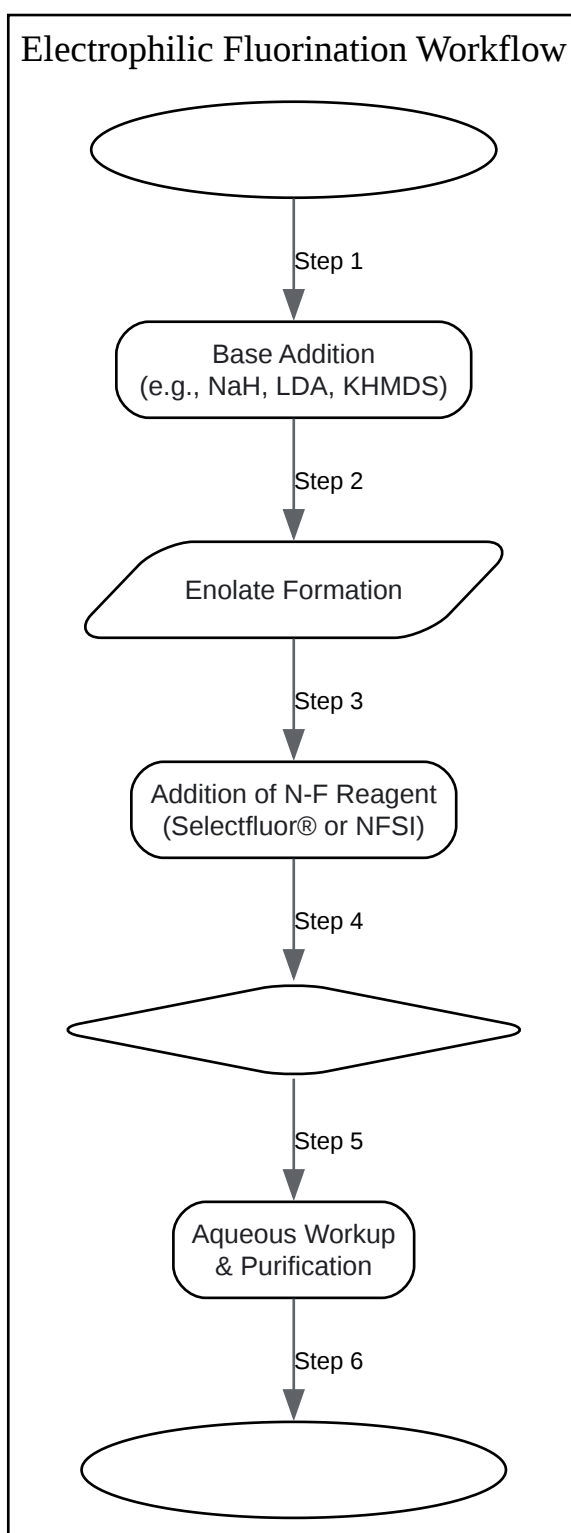 Electrophilic Fluorination Workflow
Step 1
Base Addition
(e.g., NaH, LDA, KHMDS)
Step 2
Enolate Formation
Step 3
Addition of N-F Reagent
(Selectfluor® or NFSI)
Step 4
Step 5
Aqueous Workup
& Purification
Step 6